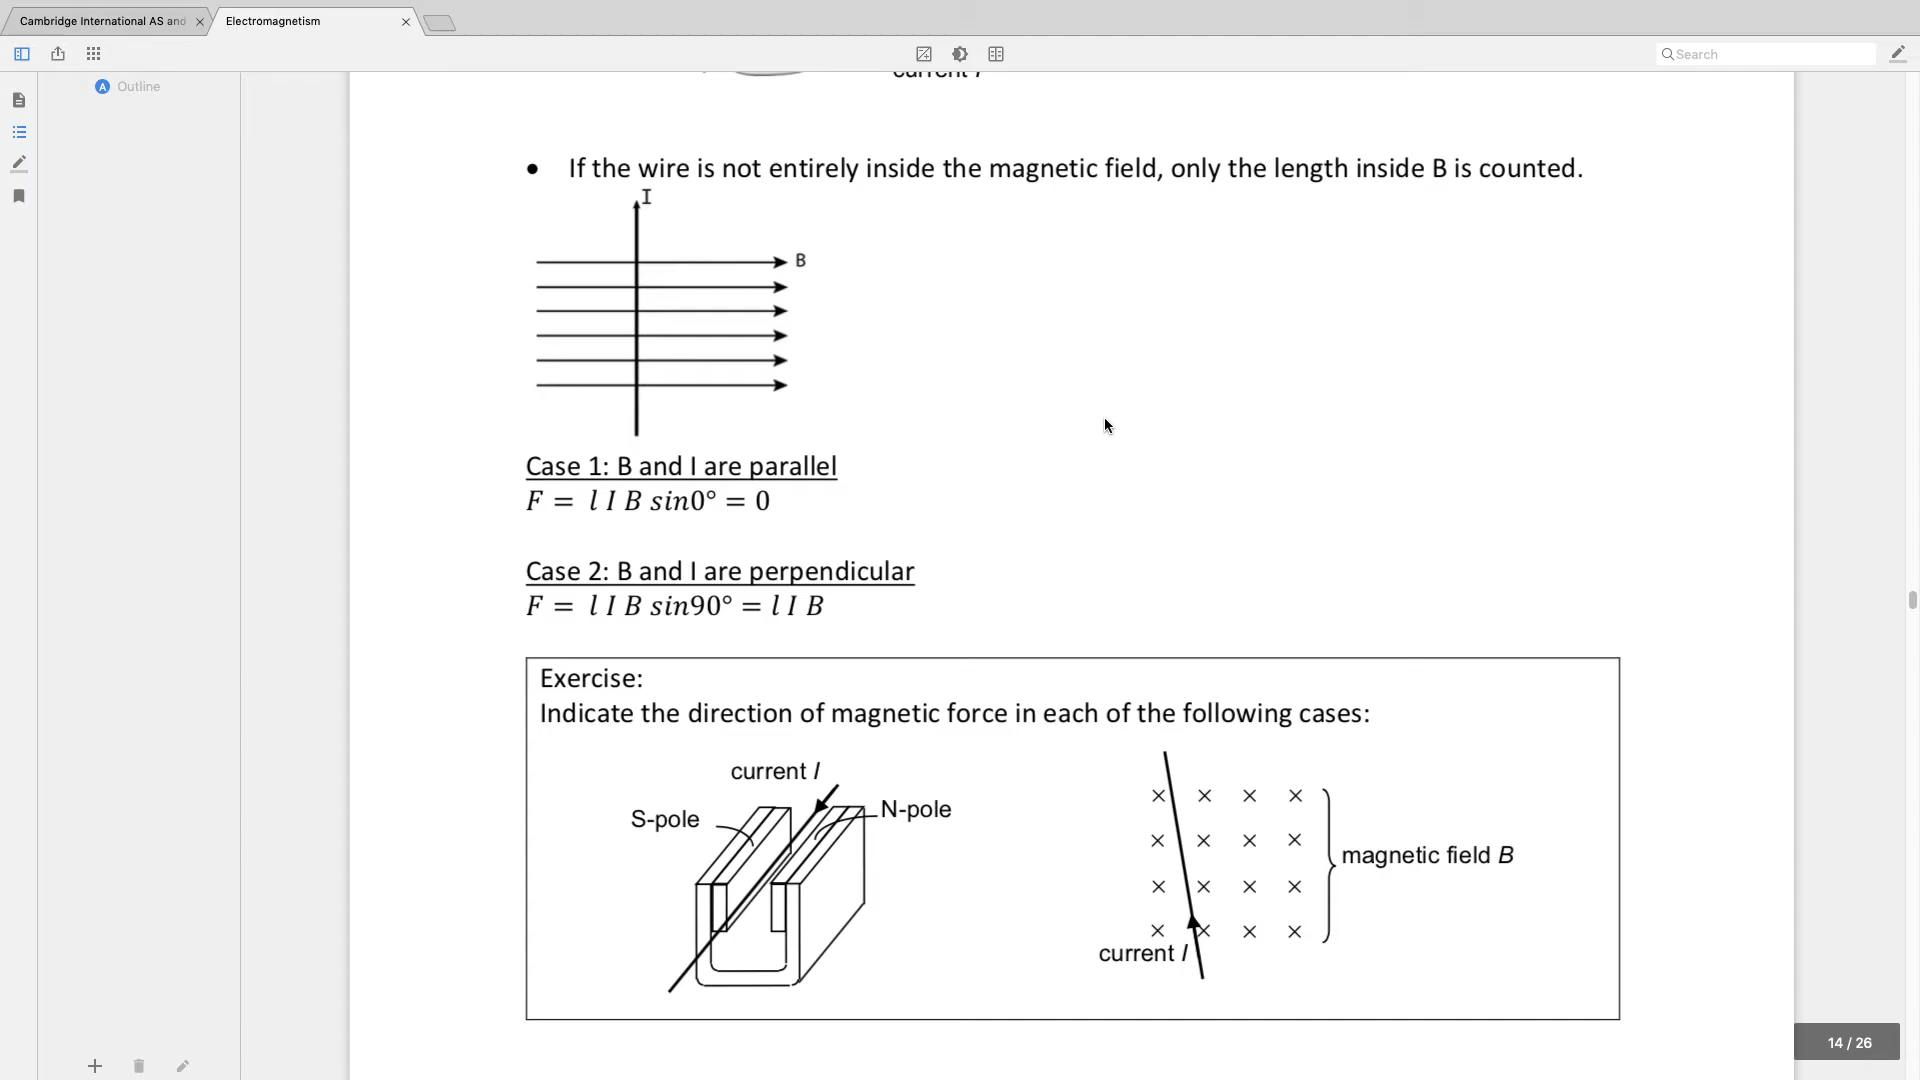 Cambridge International AS and
Electromagnetism
Search
A Outline
current I
• If the wire is not entirely inside the magnetic field, only the length inside B is counted.
I
B
Case 1: B and I are parallel
F = l I B sin0° = 0
Case 2: B and I are perpendicular
F = l I B sin90° = l I B
Exercise:
Indicate the direction of magnetic force in each of the following cases:
current I
S-pole
N-pole
magnetic field B
current I
14 / 26